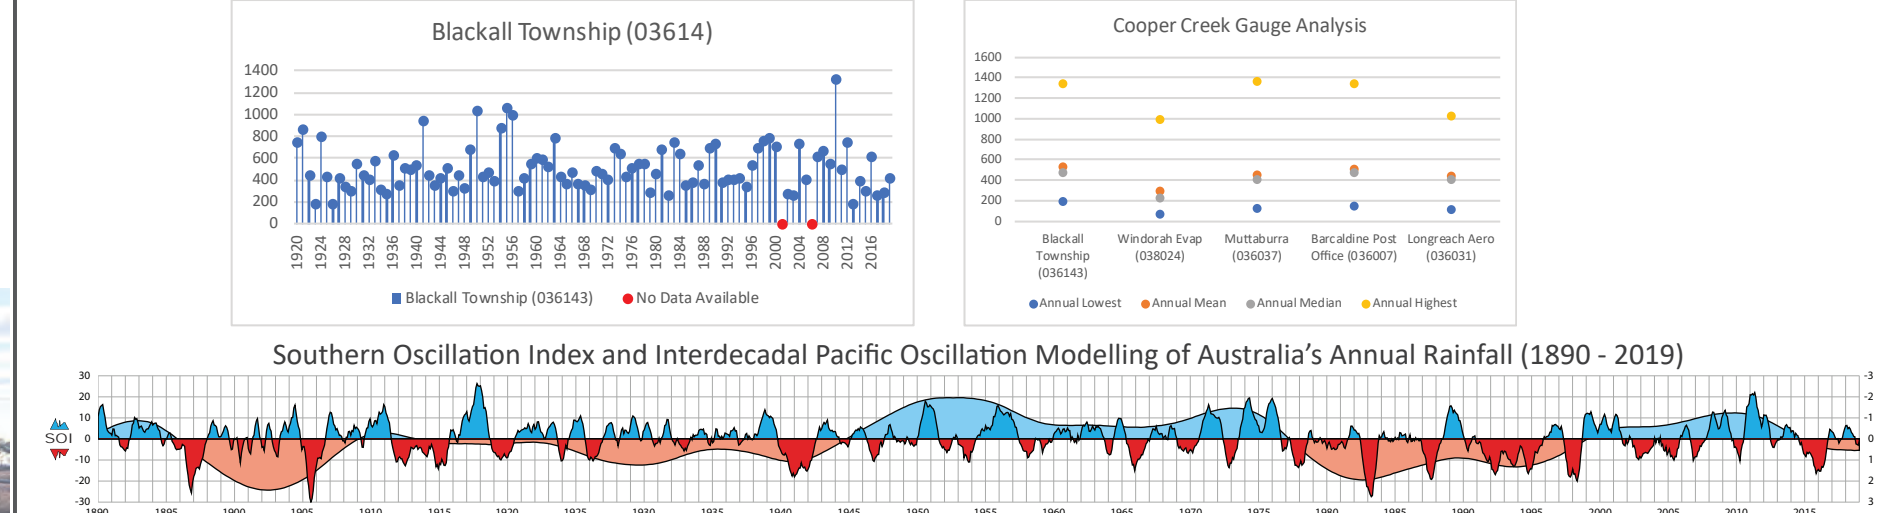 Blackall Township (03614)
1400
1200
1000
800
600
400
200
0
1920 1924 1928 1932 1936 1940 1944 1948 1952 1956 1960 1964 1968 1972 1976 1980 1984 1988 1992 1996 2000 2004 2008 2012 2016
Blackall Township (036143) No Data Available
Cooper Creek Gauge Analysis
1600
1400
1200
1000
800
600
400
200
0
Blackall Township (036143)
Windorah Evap (038024)
Muttaburra (036037)
Barcaldine Post Office (036007)
Longreach Aero (036031)
Annual Lowest Annual Mean Annual Median Annual Highest
Southern Oscillation Index and Interdecadal Pacific Oscillation Modelling of Australia's Annual Rainfall (1890 - 2019)
SOI
30
20
10
0
-10
-20
-30
-3
-2
-1
0
1
2
3
1890 1895 1900 1905 1910 1915 1920 1925 1930 1935 1940 1945 1950 1955 1960 1965 1970 1975 1980 1985 1990 1995 2000 2005 2010 2015